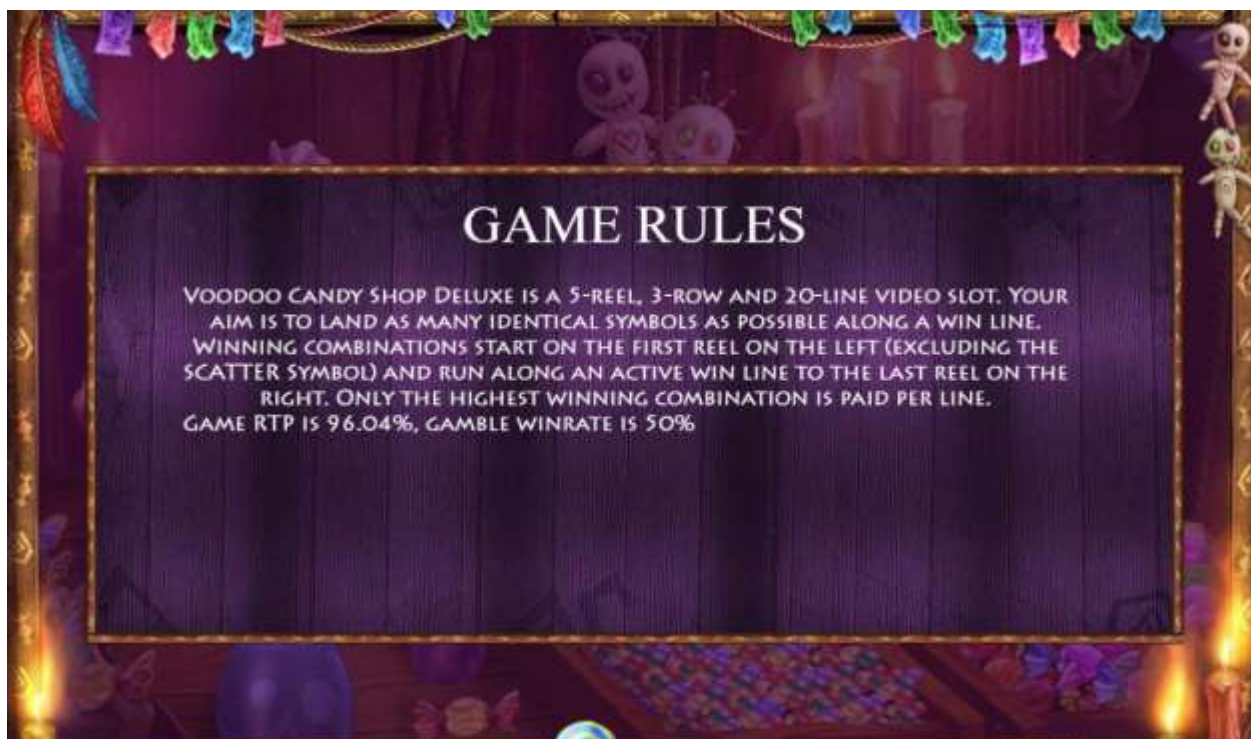 GAME RULES
VOODOO CANDY SHOP DELUXE IS A 5-REEL, 3-ROW AND 20-LINE VIDEO SLOT. YOUR
AIM IS TO LAND AS MANY IDENTICAL SYMBOLS AS POSSIBLE ALONG A WIN LINE.
WINNING COMBINATIONS START ON THE FIRST REEL ON THE LEFT (EXCLUDING THE
SCATTER SYMBOL) AND RUN ALONG AN ACTIVE WIN LINE TO THE LAST REEL ON THE
RIGHT. ONLY THE HIGHEST WINNING COMBINATION IS PAID PER LINE.
GAME RTP IS 96.04%, GAMBLE WINRATE IS 50%